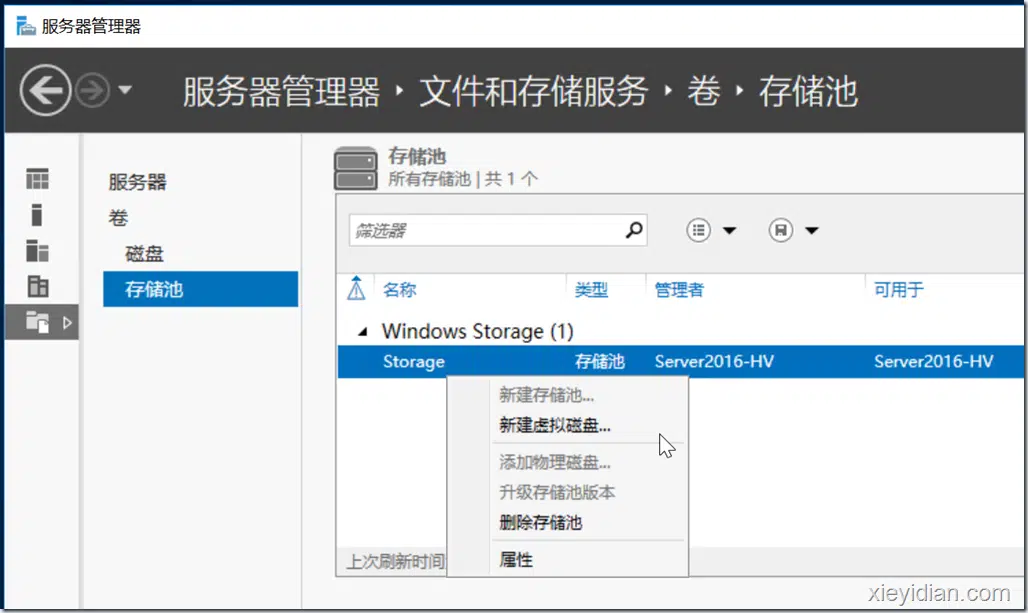 服务器管理器
服务器管理器 ‣ 文件和存储服务 ‣ 卷 ‣ 存储池
服务器
卷
磁盘
存储池
存储池
所有存储池 | 共 1 个
筛选器
名称 类型 管理者 可用于
Windows Storage (1)
Storage 存储池 Server2016-HV Server2016-HV
新建存储池...
新建虚拟磁盘...
添加物理磁盘...
升级存储池版本
删除存储池
属性
上次刷新时间
xieyidian.com